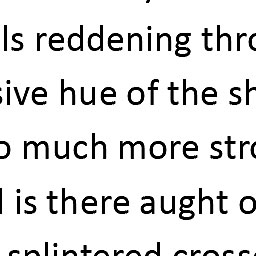 ls reddening thro
sive hue of the sh
o much more stro
l is there aught o
splintered crosse